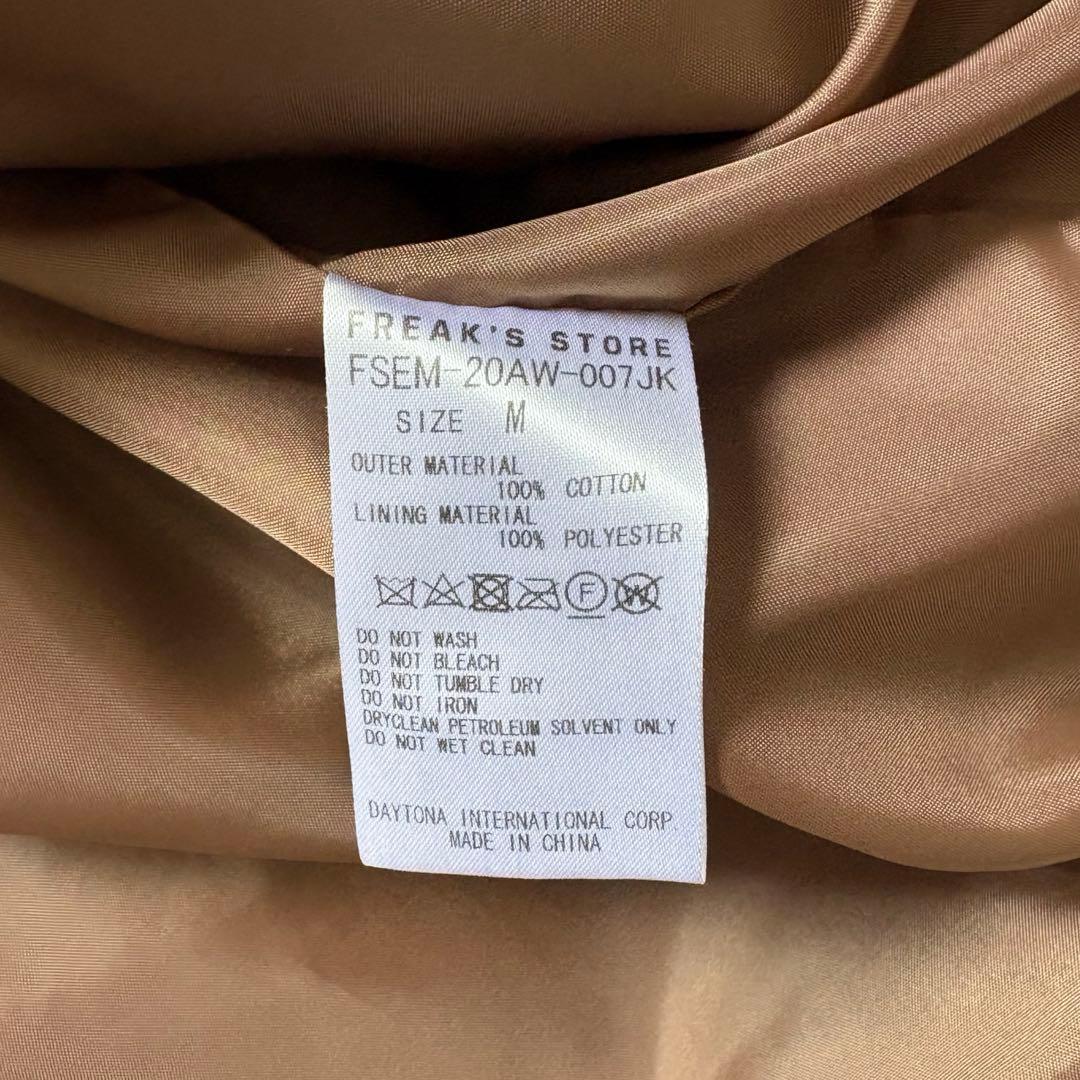 FREAK'S STORE
FSEM-20AW-007JK
SIZE M
OUTER MATERIAL
100% COTTON
LINING MATERIAL
100% POLYESTER
F W
DO NOT WASH
DO NOT BLEACH
DO NOT TUMBLE DRY
DO NOT IRON
DRYCLEAN PETROLEUM SOLVENT ONLY
DO NOT WET CLEAN
DAYTONA INTERNATIONAL CORP.
MADE IN CHINA